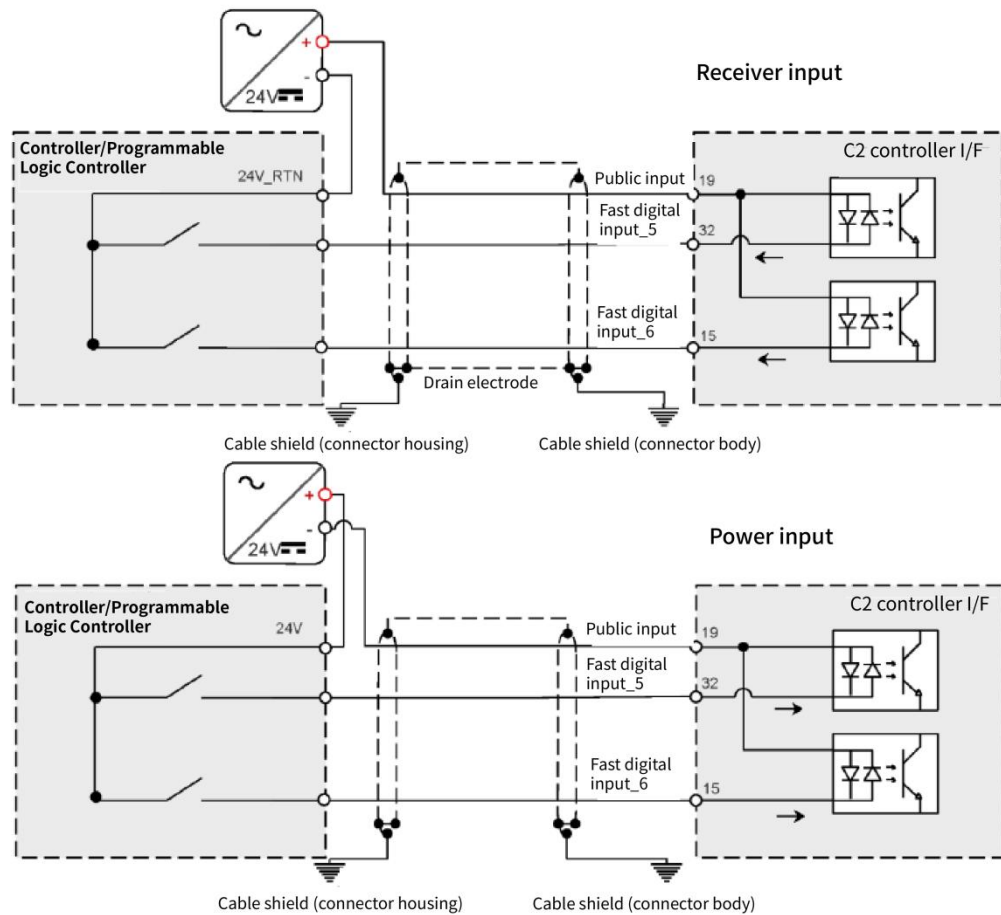 +
-
24V
Receiver input
Controller/Programmable
Logic Controller
24V_RTN
C2 controller I/F
Public input
19
Fast digital
input_5
32
Fast digital
input_6
15
Drain electrode
Cable shield (connector housing)
Cable shield (connector body)
+
-
24V
Power input
Controller/Programmable
Logic Controller
24V
C2 controller I/F
Public input
19
Fast digital
input_5
32
Fast digital
input_6
15
Cable shield (connector housing)
Cable shield (connector body)